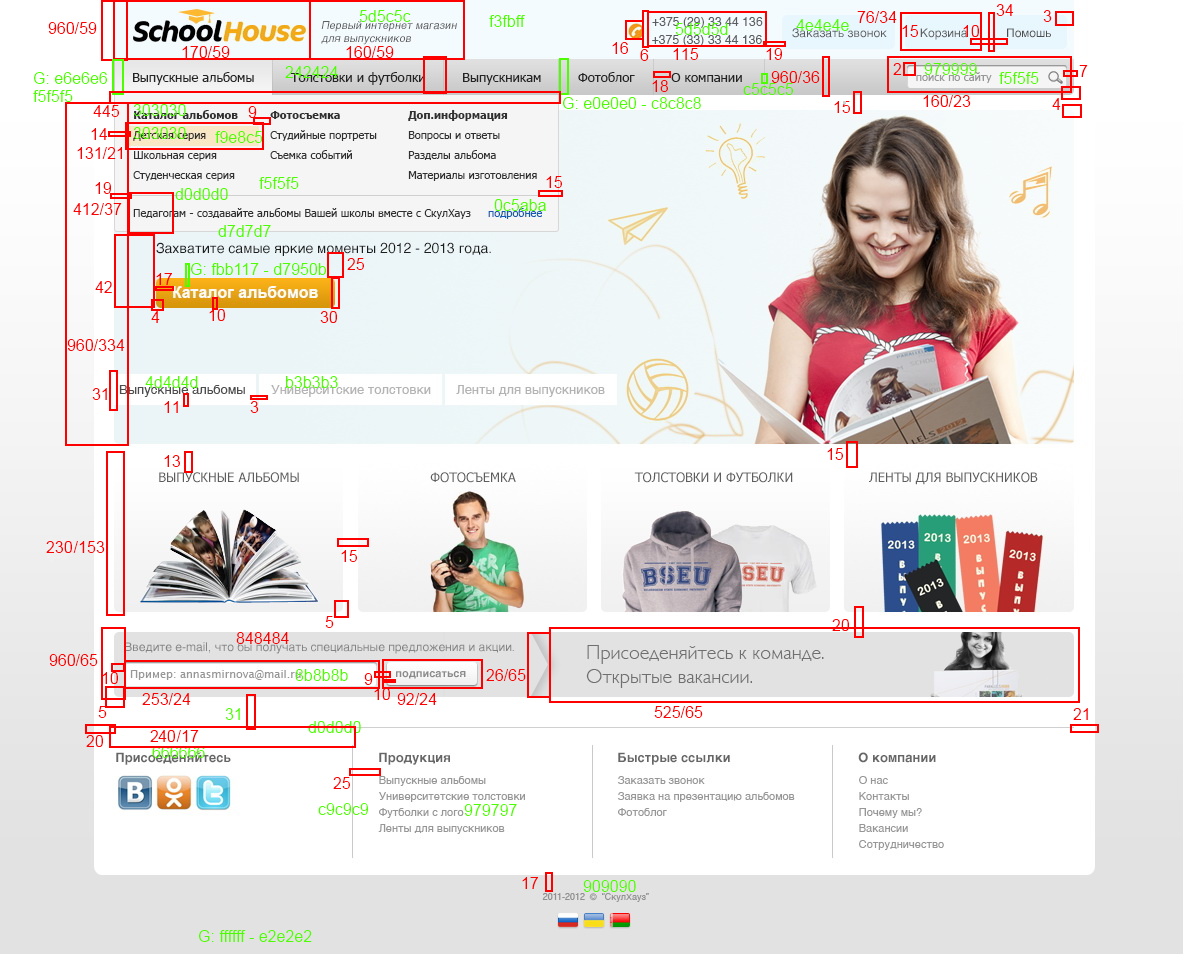 960/59
SchoolHouse
Первый интернет магазин
для выпускников
5d5c5c
f3fbff
170/59
160/59
16
6
+375 (29) 33 44 136
+375 (33) 33 44 136
5d5d5d
115
19
Заказать звонок
4e4e4e
76/34
15
Корзина
10
34
Помошь
3
G: e6e6e6
f5f5f5
Выпускные альбомы
Толстовки и футболки
242424
Выпускникам
Фотоблог
О компании
18
c5c5c5
960/36
2
979999
поиск по сайту
f5f5f5
7
160/23
4
15
G: e0e0e0 - c8c8c8
445
303030
Каталог альбомов
9
Фотосъемка
Доп.информация
14
303030
Детская серия
f9e8c5
Студийные портреты
Вопросы и ответы
131/21
Школьная серия
Съемка событий
Разделы альбома
Студенческая серия
f5f5f5
Материалы изготовления
15
19
d0d0d0
412/37
Педагогам - создавайте альбомы Вашей школы вместе с СкулХауз
подробнее
0c5aba
d7d7d7
Захватите самые яркие моменты 2012 - 2013 года.
G: fbb117 - d7950b
25
17
42
Каталог альбомов
4
10
30
960/334
4d4d4d
b3b3b3
31
Выпускные альбомы
Университские толстовки
Ленты для выпускников
11
3
15
13
ВЫПУСКНЫЕ АЛЬБОМЫ
ФОТОСЪЕМКА
ТОЛСТОВКИ И ФУТБОЛКИ
ЛЕНТЫ ДЛЯ ВЫПУСКНИКОВ
230/153
15
BSEU
SEU
2013
2013
2013
2013
2013
5
20
848484
960/65
Введите e-mail, что бы получать специальные предложения и акции.
10
Пример: annasmirnova@mail.ru
8b8b8b
9
подписаться
10
26/65
Присоеденяйтесь к команде.
Открытые вакансии.
5
253/24
92/24
525/65
31
21
20
240/17
d0d0d0
Присоеденяйтесь
b6b6b6
Продукция
Быстрые ссылки
О компании
25
Выпускные альбомы
Университетские толстовки
Футболки с лого
979797
Ленты для выпускников
Заказать звонок
Заявка на презентацию альбомов
Фотоблог
О нас
Контакты
Почему мы?
Вакансии
Сотрудничество
c9c9c9
17
909090
2011-2012 © "СкулХауз"
G: ffffff - e2e2e2